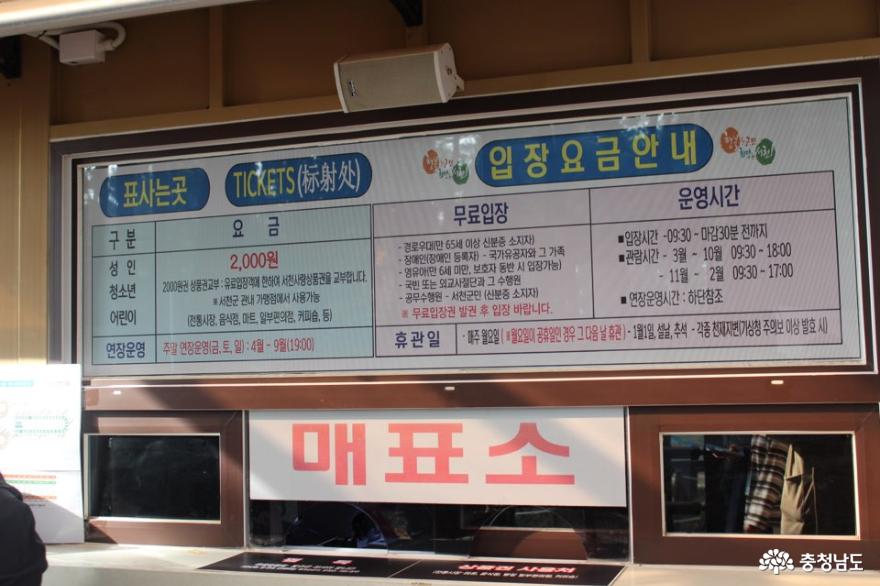 표사는곳
TICKETS(标射处)
입장요금안내
구 분
요 금
성 인
청소년
어린이
2,000원
2000원권 상품권교부 : 유료입장객에 한하여 서천사랑상품권을 교부합니다.
※ 서천군 관내 가맹점에서 사용가능
(전통시장, 음식점, 마트, 일부편의점, 커피숍, 등)
연장운영
주말 연장운영(금, 토, 일) : 4월 ~ 9월(19:00)
무료입장
- 경로우대(만 65세 이상 신분증 소지자)
- 장애인(장애인 등록자) - 국가유공자와 그 가족
- 영유아(만 6세 미만, 보호자 동반 시 입장가능)
- 국빈 또는 외교사절단과 그 수행원
- 공무수행원 - 서천군민 (신분증 소지자)
※ 무료입장권 발권 후 입장 바랍니다.
운영시간
■입장시간 -09:30 ~ 마감30분 전까지
■관람시간 - 3월 ~ 10월 09:30 ~ 18:00
11월 - 2월 09:30 ~ 17:00
■ 연장운영시간 : 하단참조
휴관일
- 매주 월요일 ( ※월요일이 공휴일인 경우 그 다음 날 휴관) - 1월1일, 설날, 추석 - 각종 천재지변(기상청 주의보 이상 발효 시)
매표소
상품권 사용처
충청남도